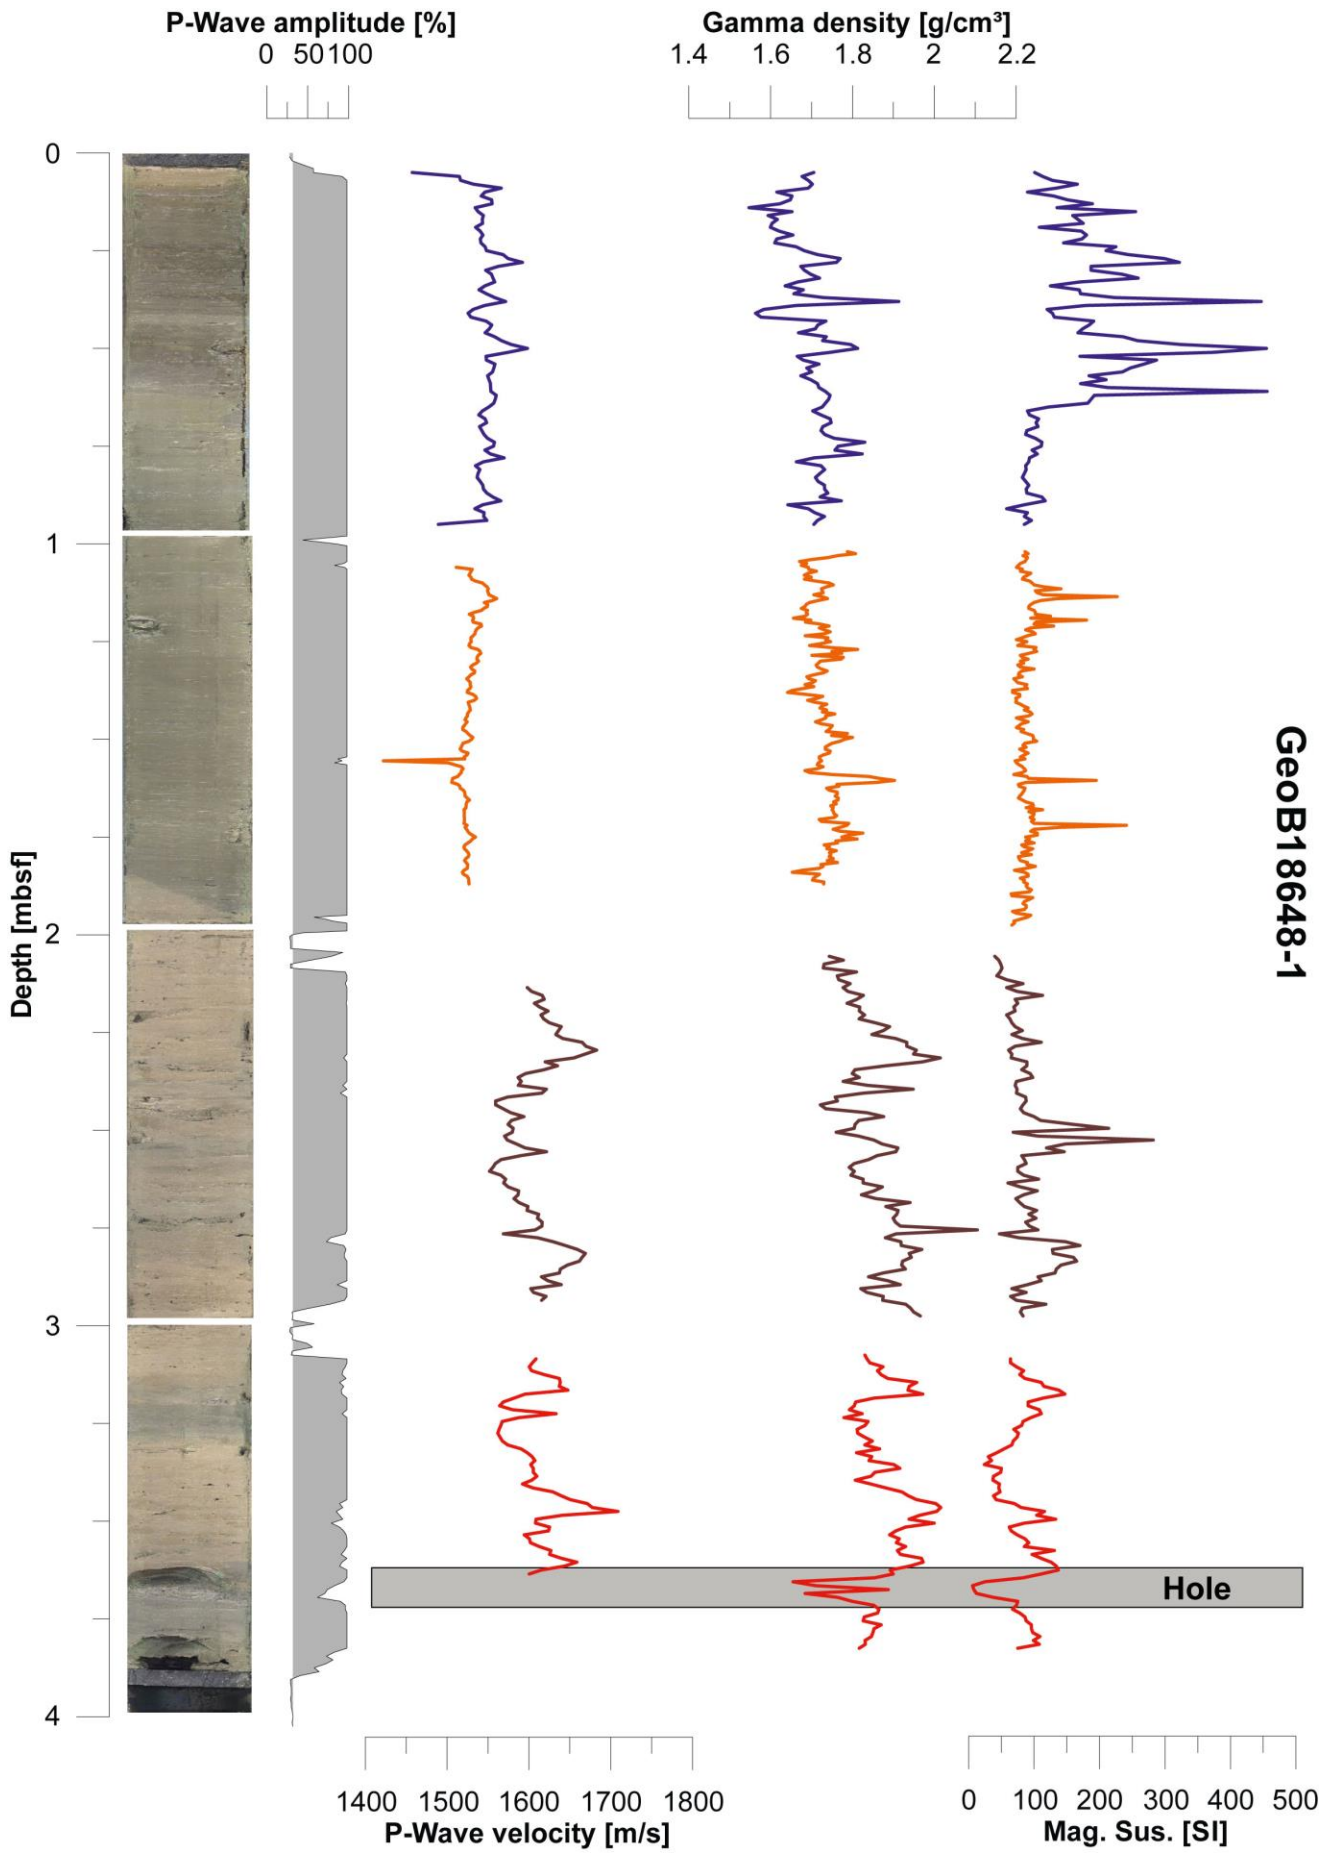 P-Wave amplitude [%]
0 50 100
Gamma density [g/cm³]
1.4 1.6 1.8 2 2.2
0
1
2
3
4
Depth [mbsf]
GeoB18648-1
Hole
1400 1500 1600 1700 1800
P-Wave velocity [m/s]
0 100 200 300 400 500
Mag. Sus. [SI]